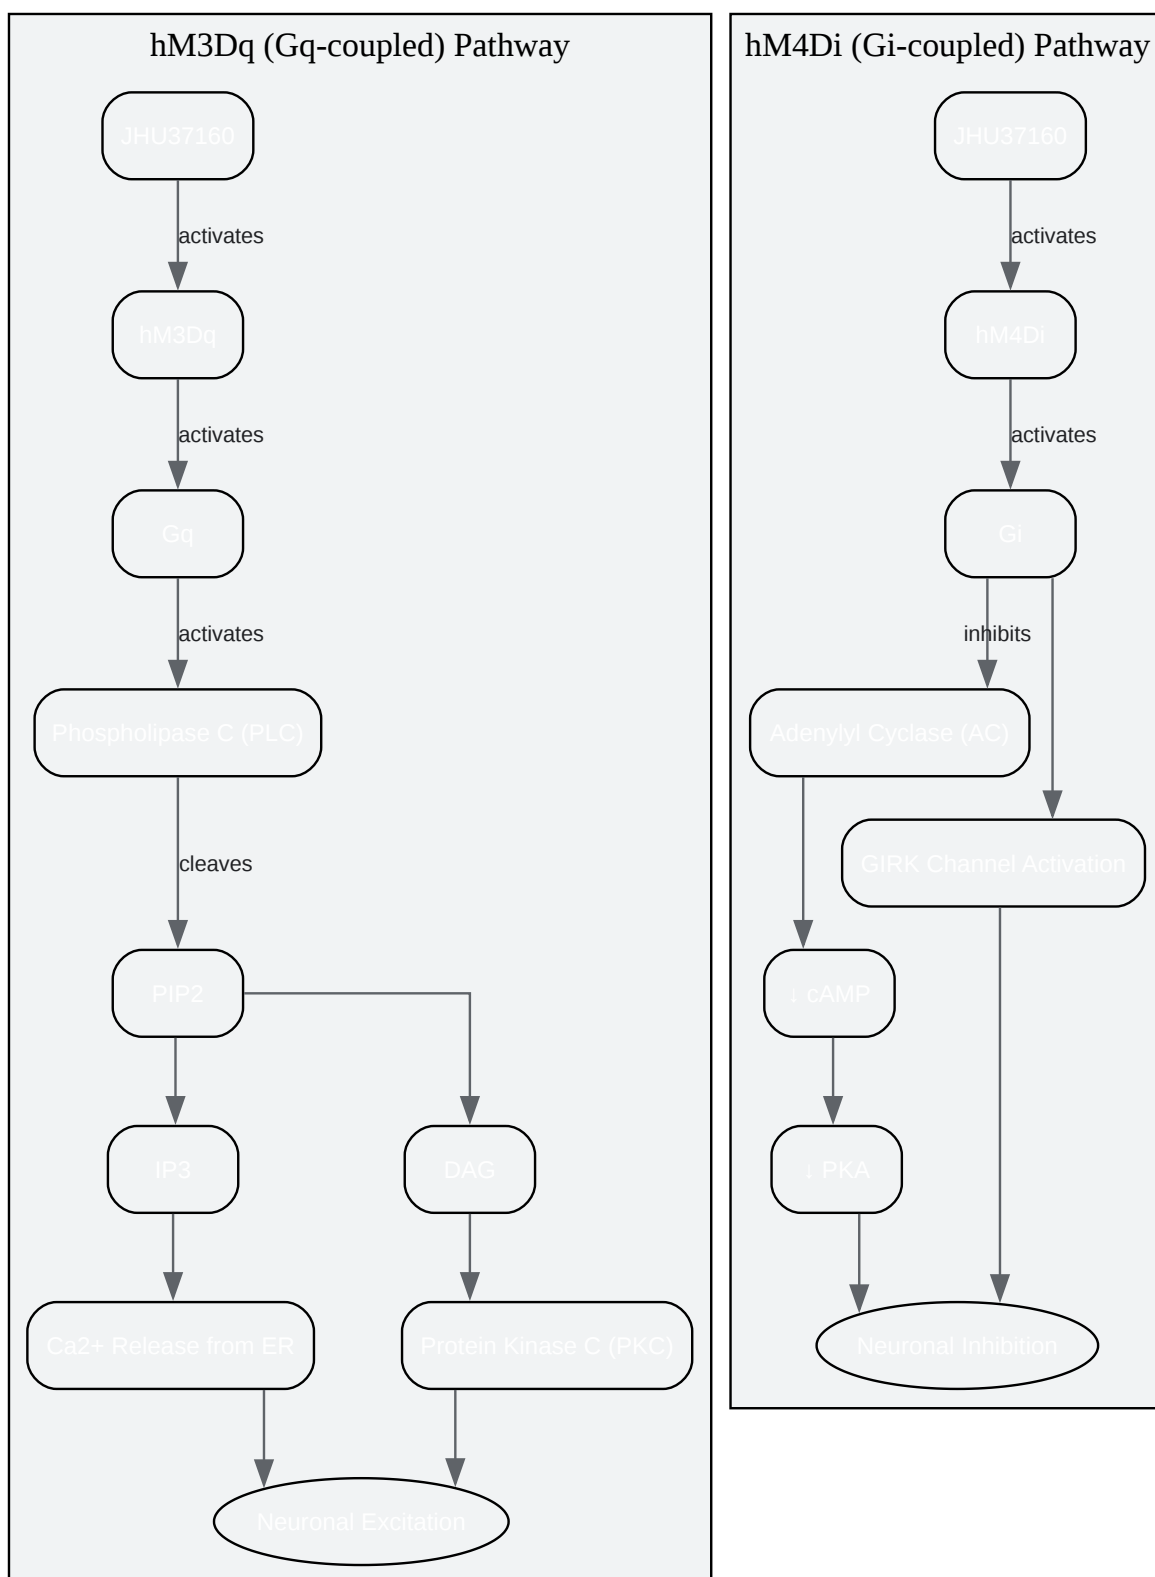 hM3Dq (Gq-coupled) Pathway
JHU37160
activates
hM3Dq
activates
Gq
activates
Phospholipase C (PLC)
cleaves
PIP2
IP3
DAG
Ca2+ Release from ER
Protein Kinase C (PKC)
Neuronal Excitation
hM4Di (Gi-coupled) Pathway
JHU37160
activates
hM4Di
activates
Gi
inhibits
Adenylyl Cyclase (AC)
GIRK Channel Activation
↓ cAMP
↓ PKA
Neuronal Inhibition